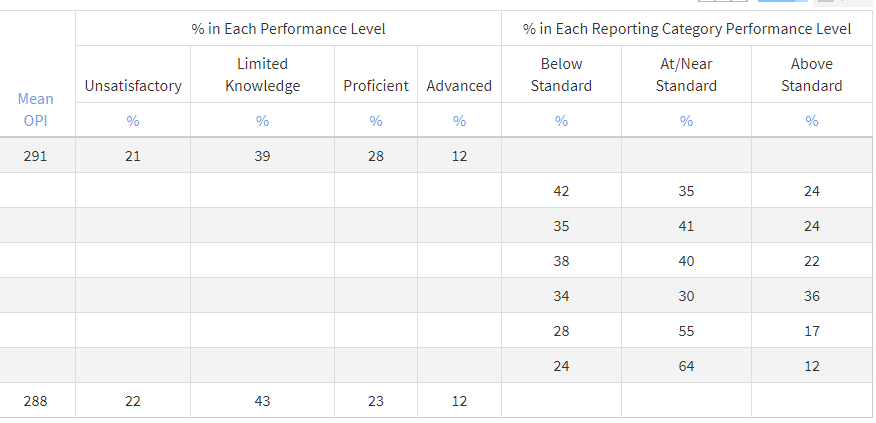 % in Each Performance Level % in Each Reporting Category Performance Level
Mean OPI Unsatisfactory Limited Knowledge Proficient Advanced Below Standard At/Near Standard Above Standard
% % % % % % %
291 21 39 28 12
42 35 24
35 41 24
38 40 22
34 30 36
28 55 17
24 64 12
288 22 43 23 12